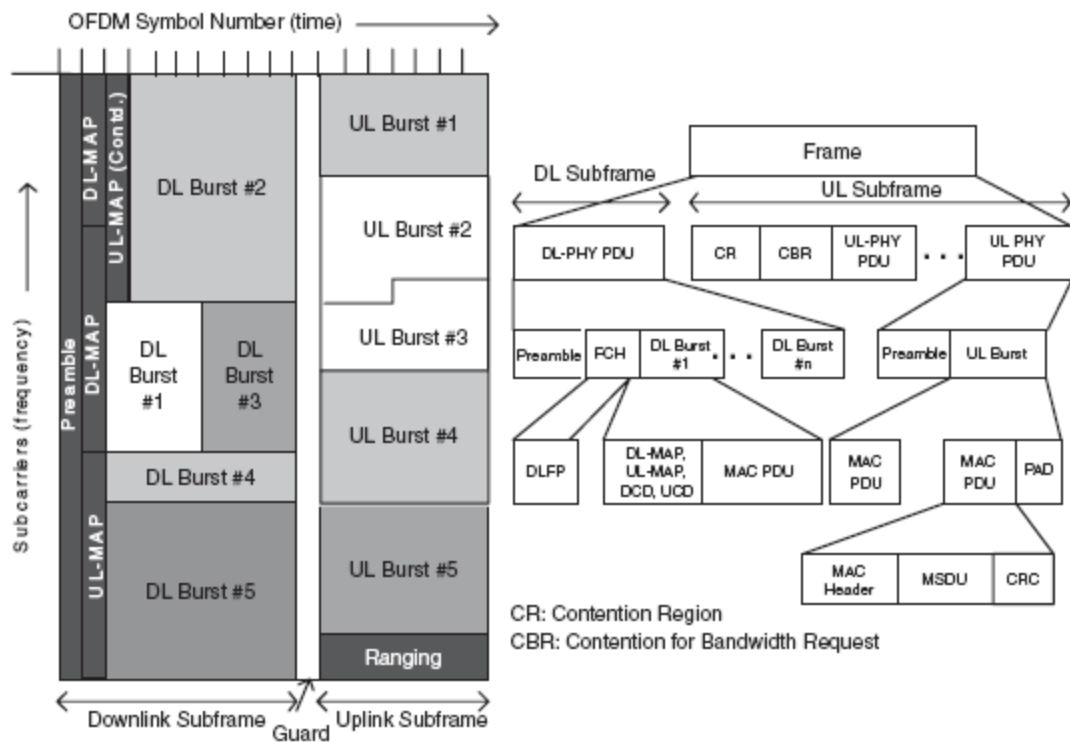 OFDM Symbol Number (time)
Subcarriers (frequency)
Preamble
DL-MAP
DL-MAP
UL-MAP
UL-MAP (Contd.)
DL Burst #2
DL
Burst
#1
DL
Burst
#3
DL Burst #4
DL Burst #5
UL Burst #1
UL Burst #2
UL Burst #3
UL Burst #4
UL Burst #5
Ranging
Downlink Subframe
Guard
Uplink Subframe
Frame
DL Subframe
UL Subframe
DL-PHY PDU
CR
CBR
UL-PHY
PDU
. . .
UL PHY
PDU
Preamble
FCH
DL Burst
#1
. . .
DL Burst
#n
Preamble
UL Burst
DLFP
DL-MAP,
UL-MAP,
DCD, UCD
MAC PDU
MAC
PDU
MAC
PDU
PAD
MAC
Header
MSDU
CRC
CR: Contention Region
CBR: Contention for Bandwidth Request